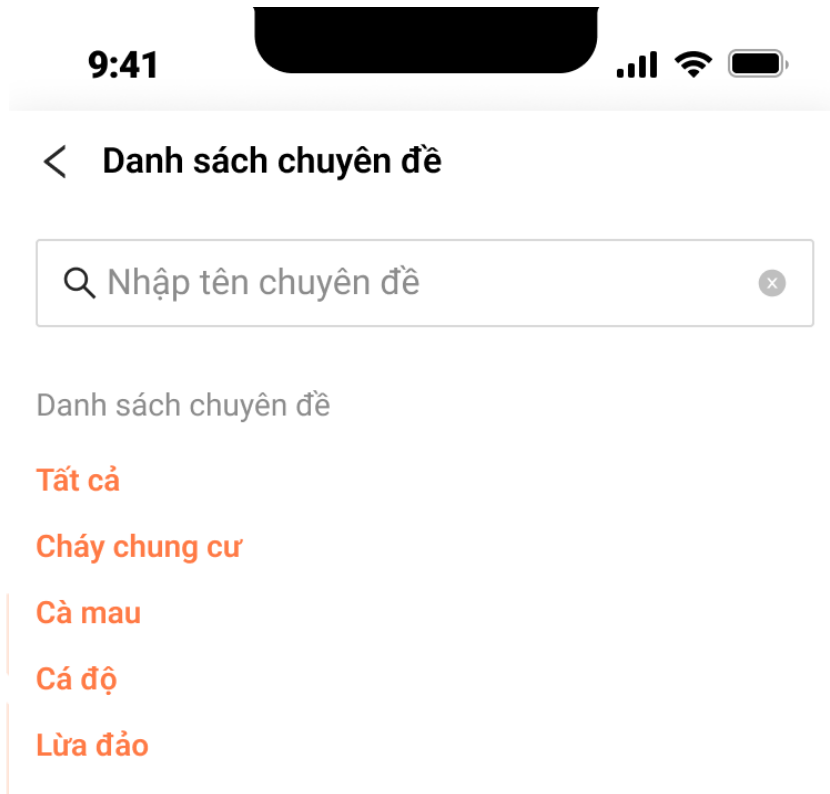 9:41
Danh sách chuyên đề
Nhập tên chuyên đề
Danh sách chuyên đề
Tất cả
Cháy chung cư
Cà mau
Cá độ
Lừa đảo